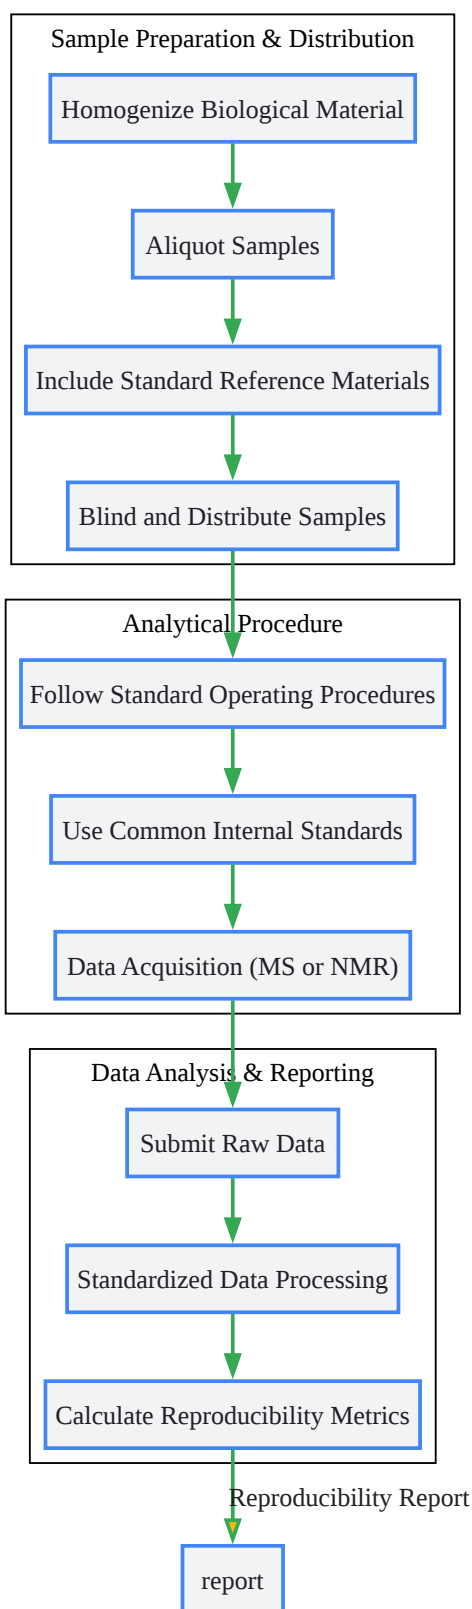 Sample Preparation & Distribution
Homogenize Biological Material
Aliquot Samples
Include Standard Reference Materials
Blind and Distribute Samples
Analytical Procedure
Follow Standard Operating Procedures
Use Common Internal Standards
Data Acquisition (MS or NMR)
Data Analysis & Reporting
Submit Raw Data
Standardized Data Processing
Calculate Reproducibility Metrics
Reproducibility Report
report